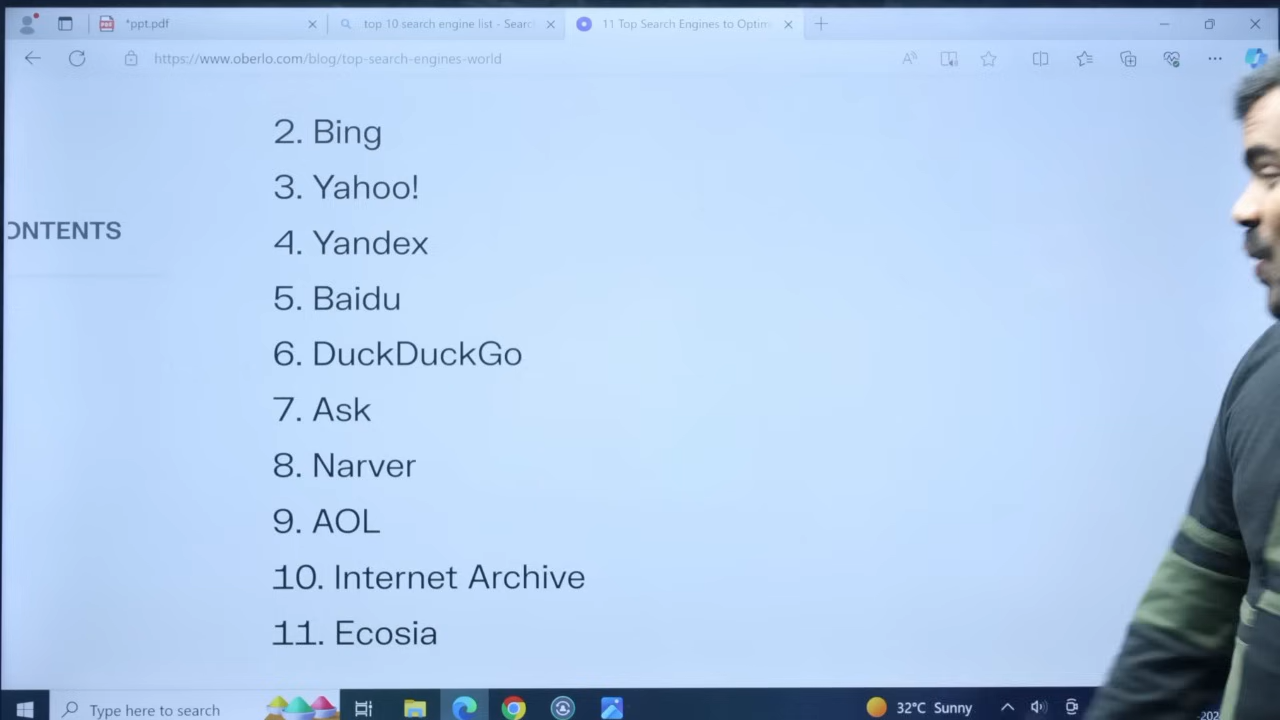 *ppt.pdf
top 10 search engine list - Searc
11 Top Search Engines to Optim
https://www.oberlo.com/blog/top-search-engines-world
2. Bing
3. Yahoo!
4. Yandex
ONTENTS
5. Baidu
6. DuckDuckGo
7. Ask
8. Narver
9. AOL
10. Internet Archive
11. Ecosia
Type here to search
32°C Sunny